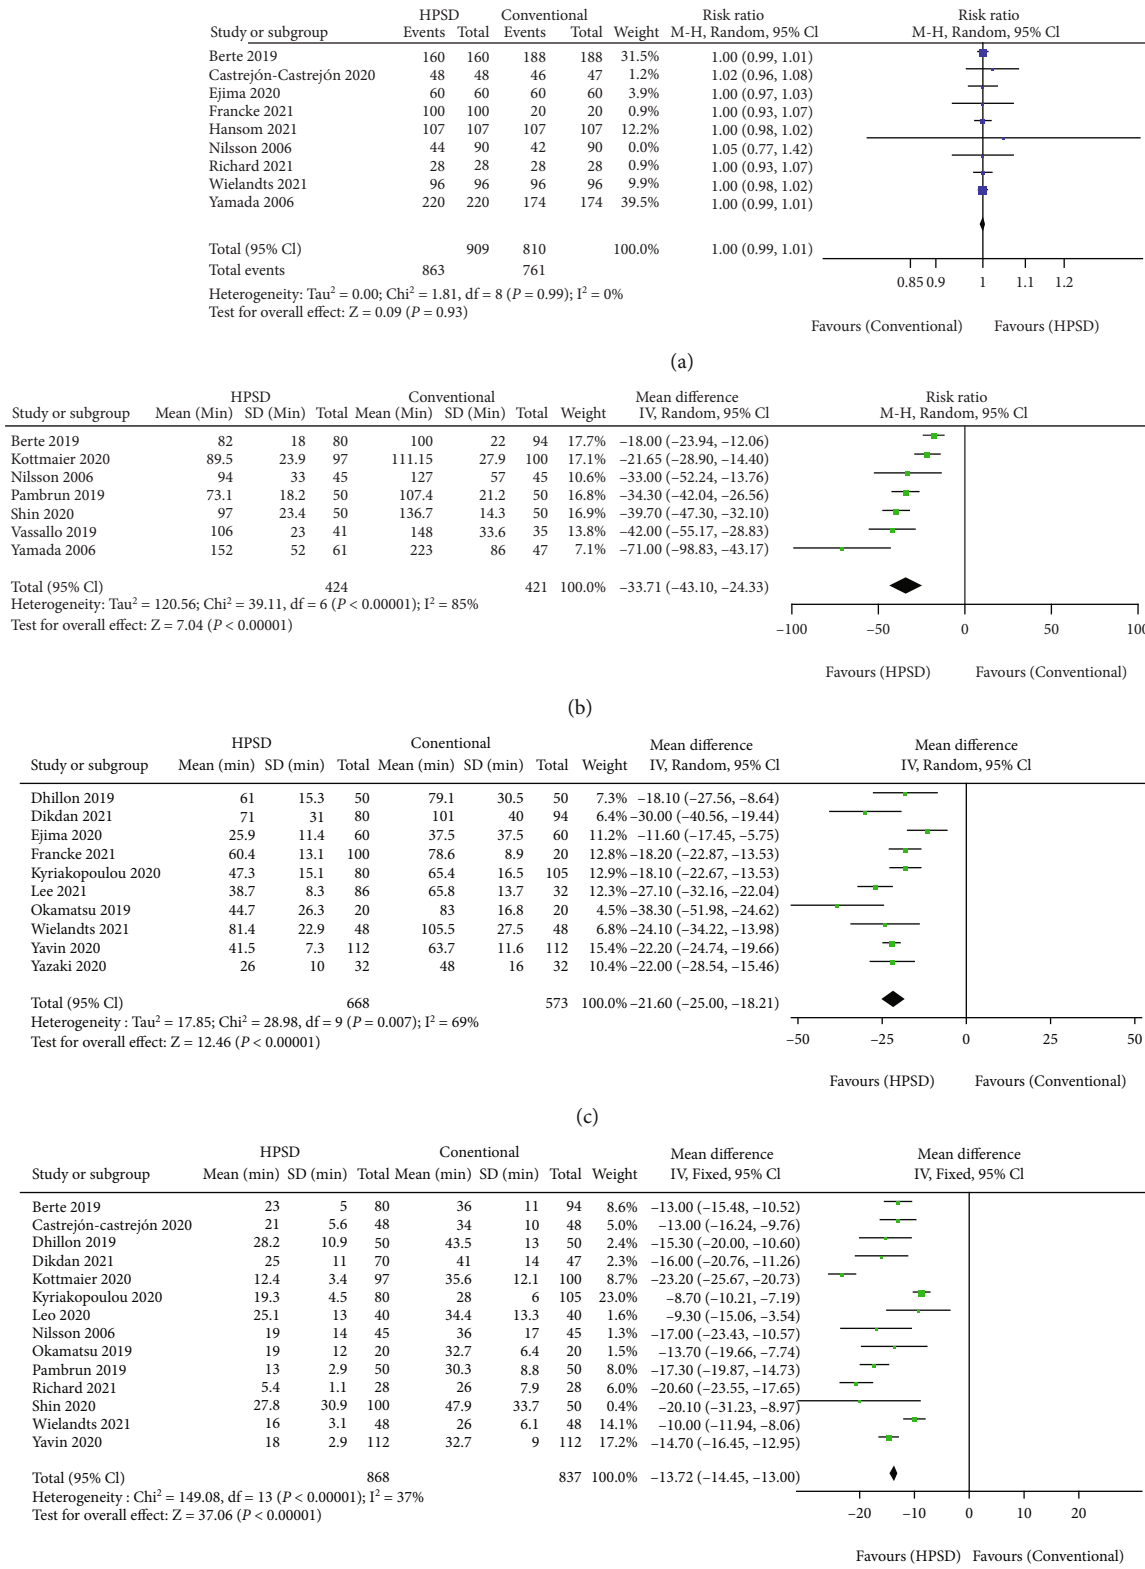 HPSD Conventional Risk ratio Risk ratio
Study or subgroup Events Total Events Total Weight M-H, Random, 95% Cl M-H, Random, 95% Cl
Berte 2019 160 160 188 188 31.5% 1.00 (0.99, 1.01)
Castrejón-Castrejón 2020 48 48 46 47 1.2% 1.02 (0.96, 1.08)
Ejima 2020 60 60 60 60 3.9% 1.00 (0.97, 1.03)
Francke 2021 100 100 20 20 0.9% 1.00 (0.93, 1.07)
Hansom 2021 107 107 107 107 12.2% 1.00 (0.98, 1.02)
Nilsson 2006 44 90 42 90 0.0% 1.05 (0.77, 1.42)
Richard 2021 28 28 28 28 0.9% 1.00 (0.93, 1.07)
Wielandts 2021 96 96 96 96 9.9% 1.00 (0.98, 1.02)
Yamada 2006 220 220 174 174 39.5% 1.00 (0.99, 1.01)
Total (95% Cl) 909 810 100.0% 1.00 (0.99, 1.01)
Total events 863 761
Heterogeneity: Tau² = 0.00; Chi² = 1.81, df = 8 (P = 0.99); I² = 0%
Test for overall effect: Z = 0.09 (P = 0.93)
0.85 0.9 1 1.1 1.2
Favours (Conventional) Favours (HPSD)
(a)
HPSD Conventional Mean difference Risk ratio
Study or subgroup Mean (Min) SD (Min) Total Mean (Min) SD (Min) Total Weight IV, Random, 95% Cl M-H, Random, 95% Cl
Berte 2019 82 18 80 100 22 94 17.7% −18.00 (−23.94, −12.06)
Kottmaier 2020 89.5 23.9 97 111.15 27.9 100 17.1% −21.65 (−28.90, −14.40)
Nilsson 2006 94 33 45 127 57 45 10.6% −33.00 (−52.24, −13.76)
Pambrun 2019 73.1 18.2 50 107.4 21.2 50 16.8% −34.30 (−42.04, −26.56)
Shin 2020 97 23.4 50 136.7 14.3 50 16.9% −39.70 (−47.30, −32.10)
Vassallo 2019 106 23 41 148 33.6 35 13.8% −42.00 (−55.17, −28.83)
Yamada 2006 152 52 61 223 86 47 7.1% −71.00 (−98.83, −43.17)
Total (95% Cl) 424 421 100.0% −33.71 (−43.10, −24.33)
Heterogeneity: Tau² = 120.56; Chi² = 39.11, df = 6 (P < 0.00001); I² = 85%
Test for overall effect: Z = 7.04 (P < 0.00001)
−100 −50 0 50 100
Favours (HPSD) Favours (Conventional)
(b)
HPSD Conentional Mean difference Mean difference
Study or subgroup Mean (min) SD (min) Total Mean (min) SD (min) Total Weight IV, Random, 95% Cl IV, Random, 95% Cl
Dhillon 2019 61 15.3 50 79.1 30.5 50 7.3% −18.10 (−27.56, −8.64)
Dikdan 2021 71 31 80 101 40 94 6.4% −30.00 (−40.56, −19.44)
Ejima 2020 25.9 11.4 60 37.5 37.5 60 11.2% −11.60 (−17.45, −5.75)
Francke 2021 60.4 13.1 100 78.6 8.9 20 12.8% −18.20 (−22.87, −13.53)
Kyriakopoulou 2020 47.3 15.1 80 65.4 16.5 105 12.9% −18.10 (−22.67, −13.53)
Lee 2021 38.7 8.3 86 65.8 13.7 32 12.3% −27.10 (−32.16, −22.04)
Okamatsu 2019 44.7 26.3 20 83 16.8 20 4.5% −38.30 (−51.98, −24.62)
Wielandts 2021 81.4 22.9 48 105.5 27.5 48 6.8% −24.10 (−34.22, −13.98)
Yavin 2020 41.5 7.3 112 63.7 11.6 112 15.4% −22.20 (−24.74, −19.66)
Yazaki 2020 26 10 32 48 16 32 10.4% −22.00 (−28.54, −15.46)
Total (95% Cl) 668 573 100.0% −21.60 (−25.00, −18.21)
Heterogeneity : Tau² = 17.85; Chi² = 28.98, df = 9 (P = 0.007); I² = 69%
Test for overall effect: Z = 12.46 (P < 0.00001)
−50 −25 0 25 50
Favours (HPSD) Favours (Conventional)
(c)
HPSD Conentional Mean difference Mean difference
Study or subgroup Mean (min) SD (min) Total Mean (min) SD (min) Total Weight IV, Fixed, 95% Cl IV, Fixed, 95% Cl
Berte 2019 23 5 80 36 11 94 8.6% −13.00 (−15.48, −10.52)
Castrejón-castrejón 2020 21 5.6 48 34 10 48 5.0% −13.00 (−16.24, −9.76)
Dhillon 2019 28.2 10.9 50 43.5 13 50 2.4% −15.30 (−20.00, −10.60)
Dikdan 2021 25 11 70 41 14 47 2.3% −16.00 (−20.76, −11.26)
Kottmaier 2020 12.4 3.4 97 35.6 12.1 100 8.7% −23.20 (−25.67, −20.73)
Kyriakopoulou 2020 19.3 4.5 80 28 6 105 23.0% −8.70 (−10.21, −7.19)
Leo 2020 25.1 13 40 34.4 13.3 40 1.6% −9.30 (−15.06, −3.54)
Nilsson 2006 19 14 45 36 17 45 1.3% −17.00 (−23.43, −10.57)
Okamatsu 2019 19 12 20 32.7 6.4 20 1.5% −13.70 (−19.66, −7.74)
Pambrun 2019 13 2.9 50 30.3 8.8 50 8.0% −17.30 (−19.87, −14.73)
Richard 2021 5.4 1.1 28 26 7.9 28 6.0% −20.60 (−23.55, −17.65)
Shin 2020 27.8 30.9 100 47.9 33.7 50 0.4% −20.10 (−31.23, −8.97)
Wielandts 2021 16 3.1 48 26 6.1 48 14.1% −10.00 (−11.94, −8.06)
Yavin 2020 18 2.9 112 32.7 9 112 17.2% −14.70 (−16.45, −12.95)
Total (95% Cl) 868 837 100.0% −13.72 (−14.45, −13.00)
Heterogeneity : Chi² = 149.08, df = 13 (P < 0.00001); I² = 37%
Test for overall effect: Z = 37.06 (P < 0.00001)
−20 −10 0 10 20
Favours (HPSD) Favours (Conventional)